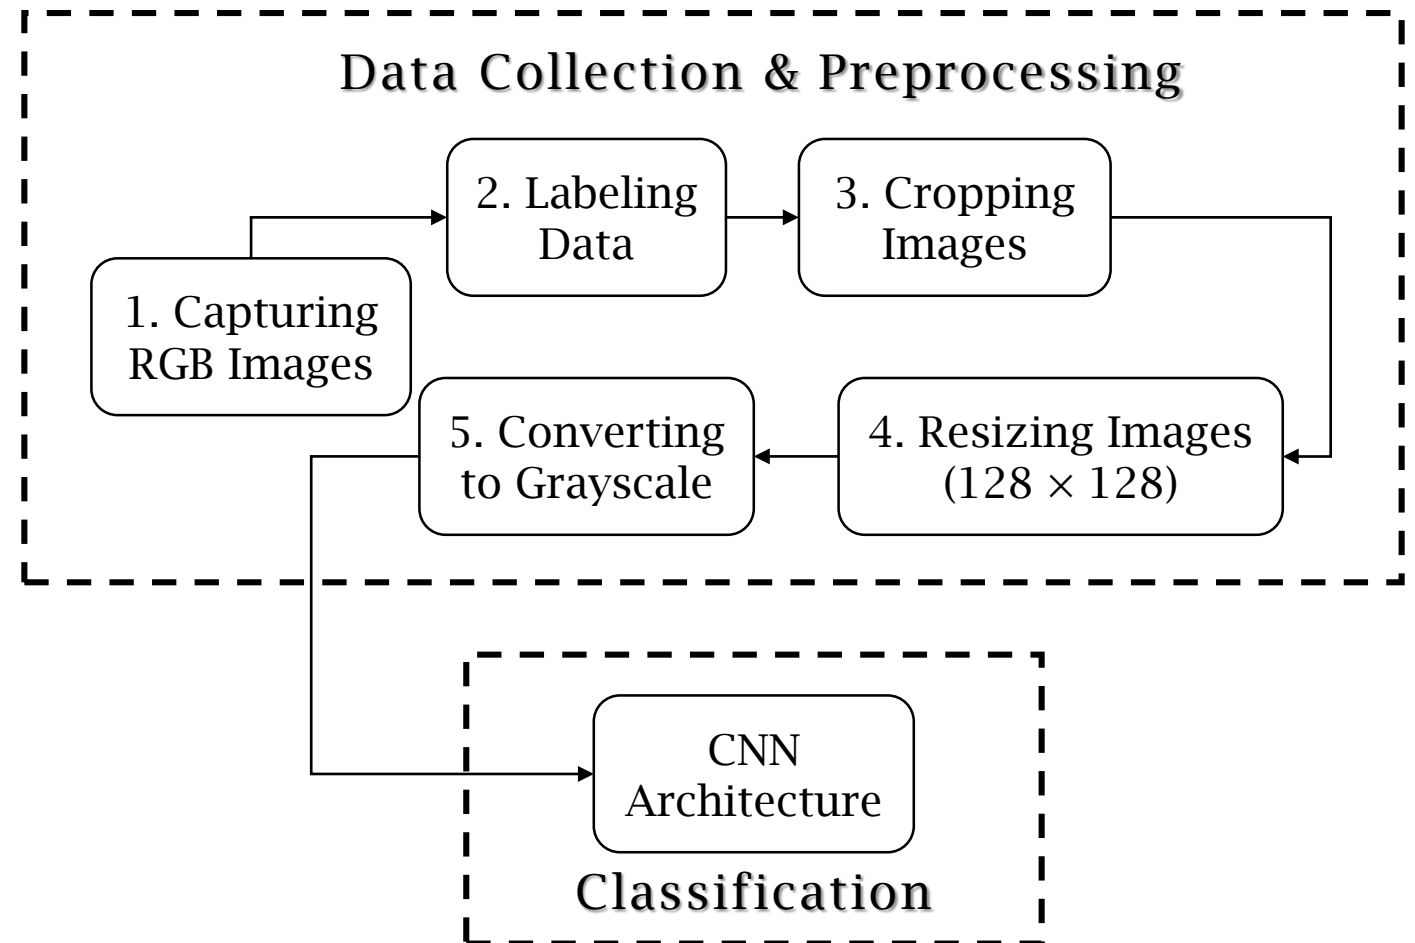 Data Collection & Preprocessing
1. Capturing
RGB Images
2. Labeling
Data
3. Cropping
Images
4. Resizing Images
(128 × 128)
5. Converting
to Grayscale
CNN
Architecture
Classification